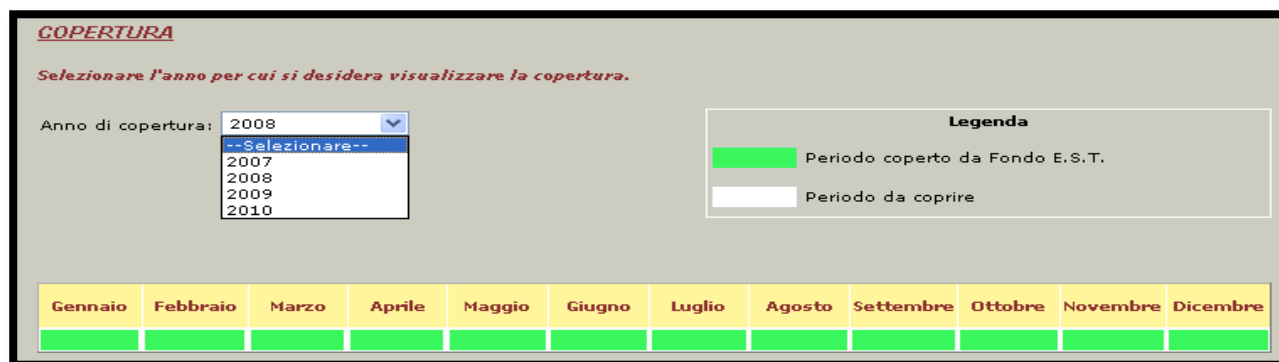 COPERTURA
Selezionare l'anno per cui si desidera visualizzare la copertura.
Anno di copertura: 2008
--Selezionare--
2007
2008
2009
2010
Legenda
Periodo coperto da Fondo E.S.T.
Periodo da coprire
Gennaio Febbraio Marzo Aprile Maggio Giugno Luglio Agosto Settembre Ottobre Novembre Dicembre